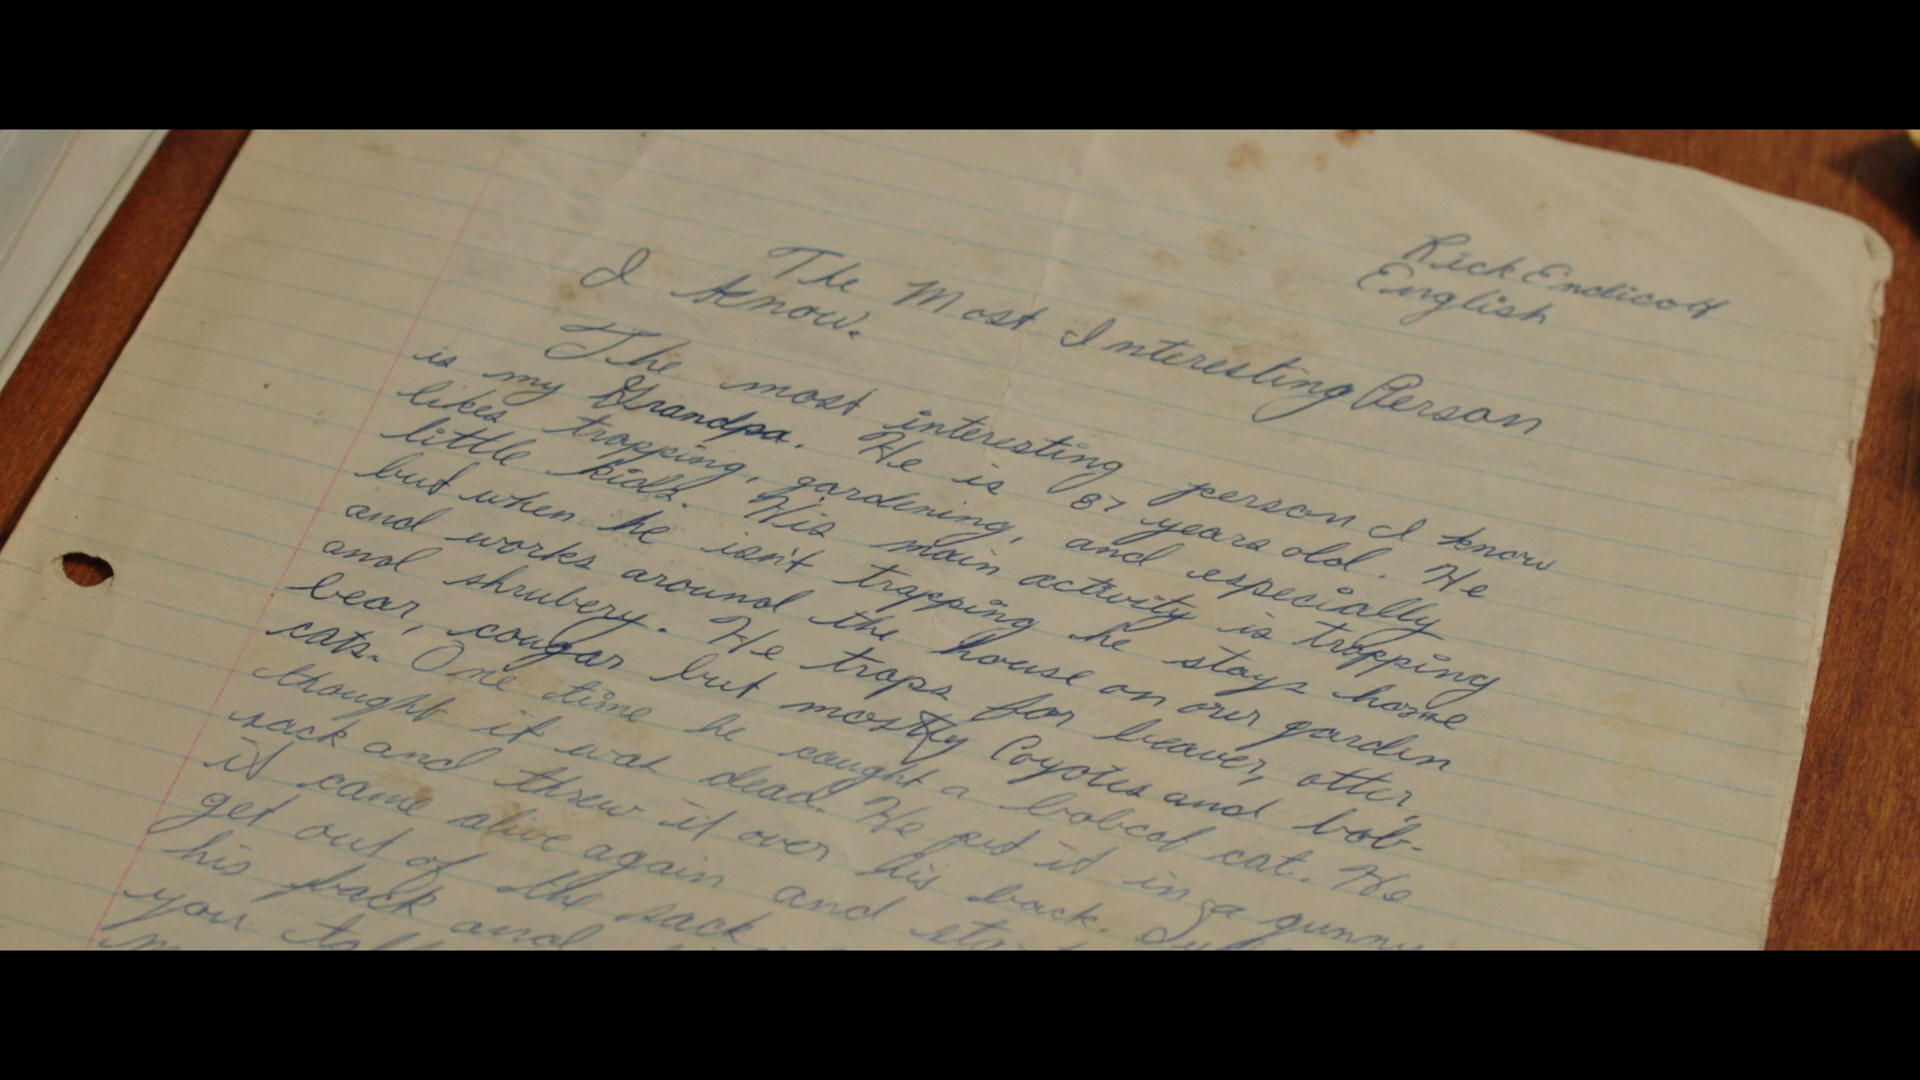 Rick Endicott
English
The Most Interesting Person
I know.
The most interesting person I know
is my Grandpa. He is 87 years old. He
likes trapping, gardening, and especially
little kids. His main activity is trapping
but when he isn't trapping he stays home
and works around the house on our garden
and shrubery. He traps for beaver, otter,
bear, cougar but mostly Coyotes and bob-
cats. One time he caught a bobcat cat. He
thought it was dead. He put it in a gunny
sack and threw it over his back.
it came alive again and
get out of the sack
his pack and
you